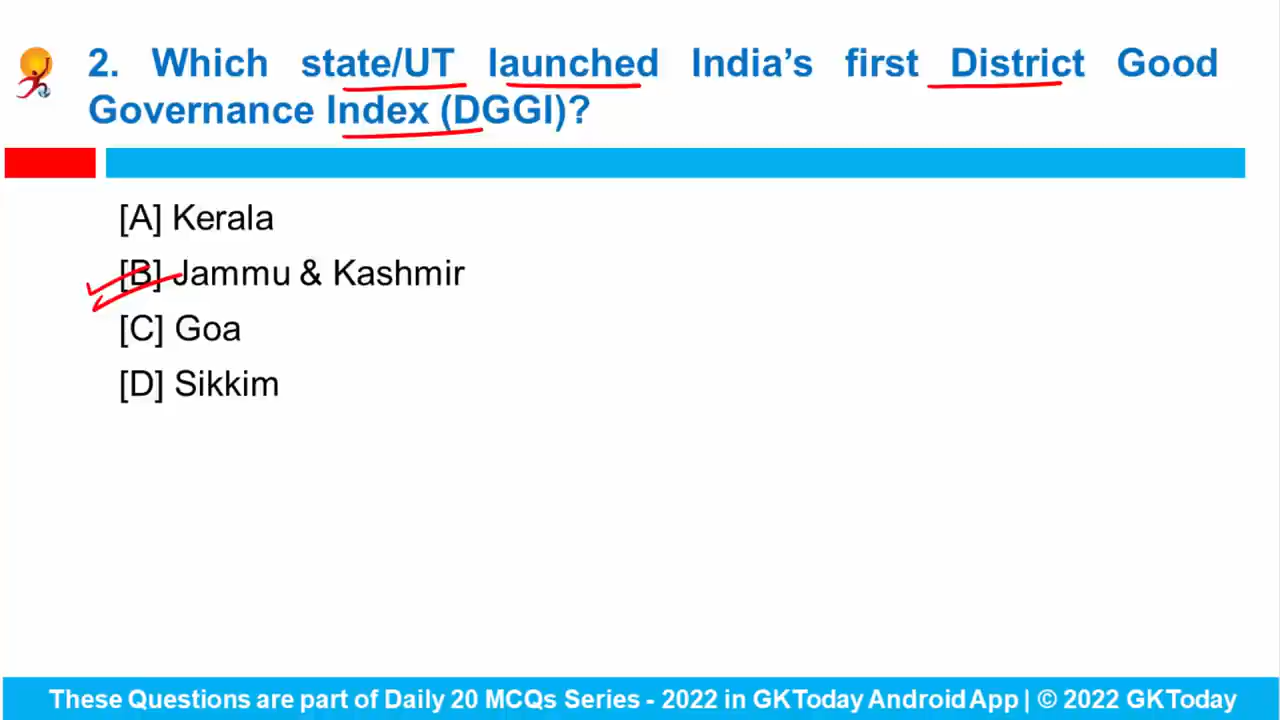 2. Which state/UT launched India's first District Good
Governance Index (DGGI)?
[A] Kerala
[B] Jammu & Kashmir
[C] Goa
[D] Sikkim
These Questions are part of Daily 20 MCQs Series - 2022 in GKToday Android App | © 2022 GKToday